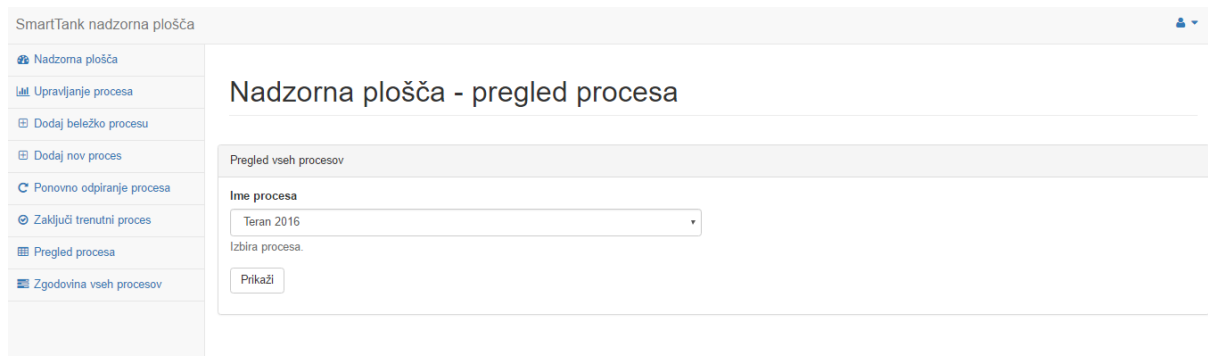 SmartTank nadzorna plošča
Nadzorna plošča
Upravljanje procesa
Dodaj beležko procesu
Dodaj nov proces
Ponovno odpiranje procesa
Zaključi trenutni proces
Pregled procesa
Zgodovina vseh procesov
Nadzorna plošča - pregled procesa
Pregled vseh procesov
Ime procesa
Teran 2016
Izbira procesa.
Prikaži